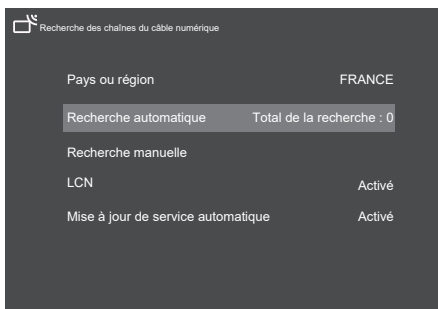 Recherche des chaînes du câble numérique
Pays ou région FRANCE
Recherche automatique Total de la recherche : 0
Recherche manuelle
LCN Activé
Mise à jour de service automatique Activé